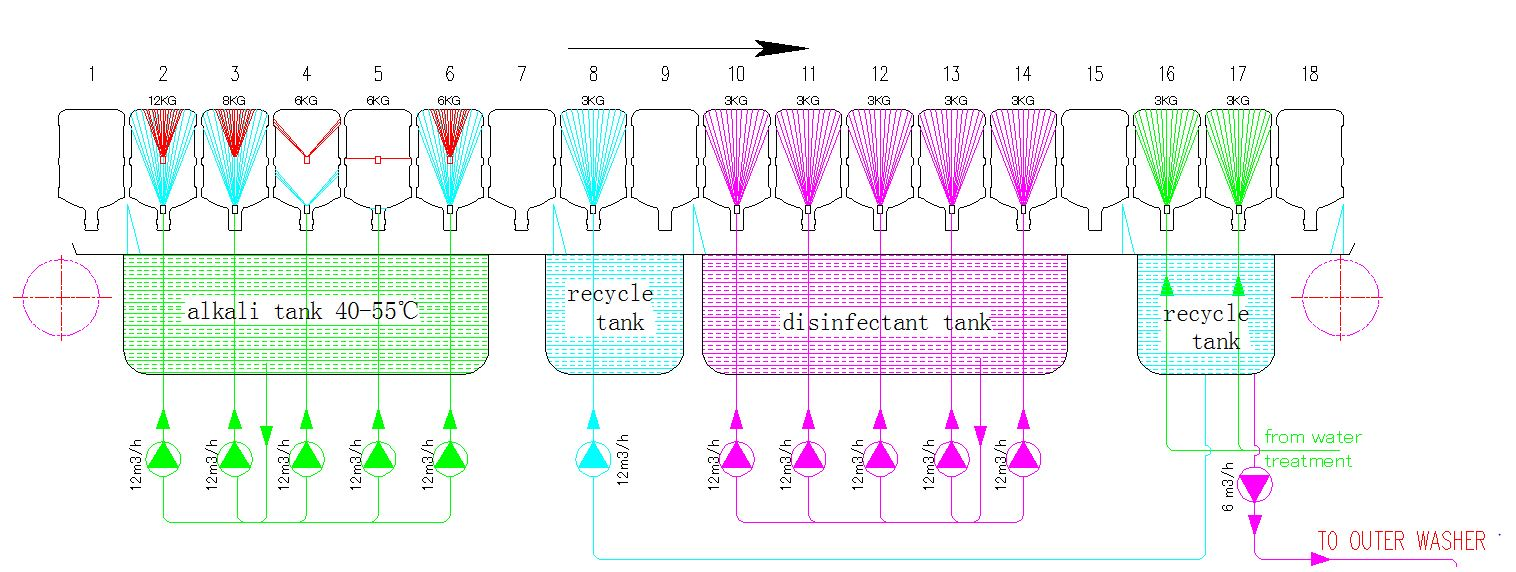 1 2 3 4 5 6 7 8 9 10 11 12 13 14 15 16 17 18
12KG 8KG 6KG 6KG 6KG 3KG 3KG 3KG 3KG 3KG 3KG 3KG 3KG
alkali tank 40-55℃
recycle
tank
disinfectant tank
recycle
tank
12m3/h 12m3/h 12m3/h 12m3/h 12m3/h 12m3/h 12m3/h 12m3/h 12m3/h 12m3/h 12m3/h
from water
treatment
6 m3/h
TO OUTER WASHER